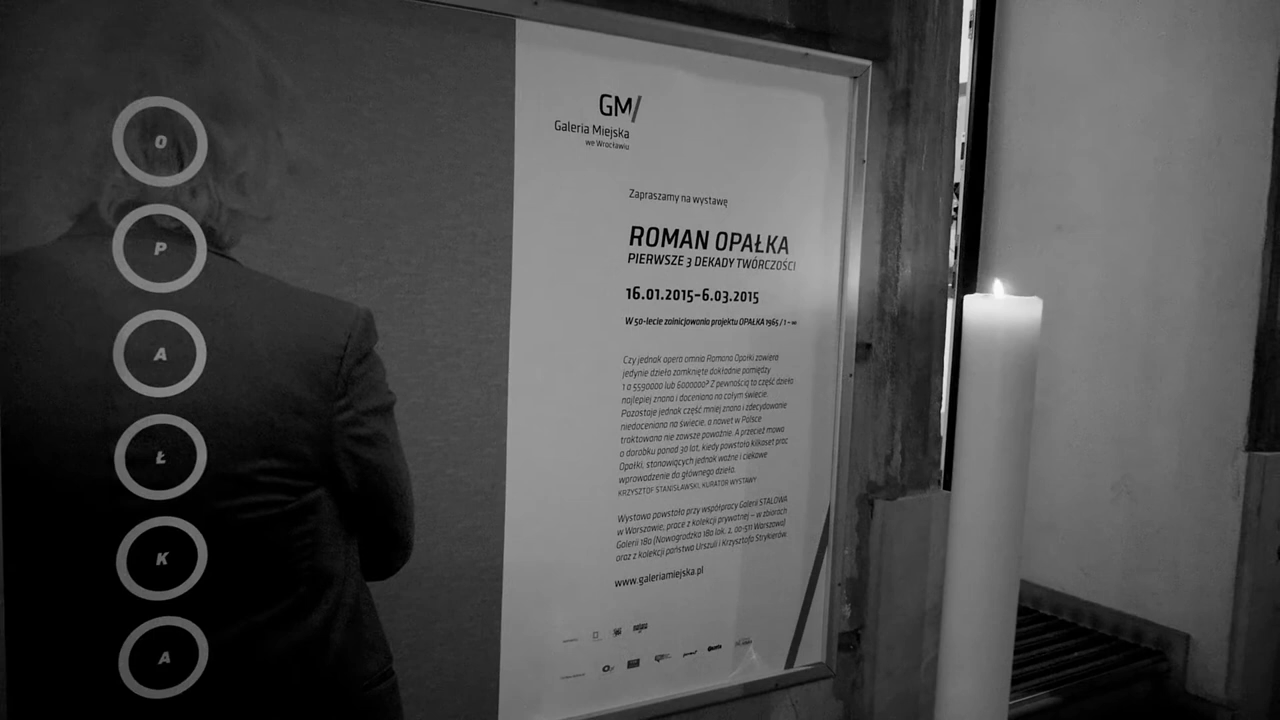 O
P
A
Ł
K
A
GM/
Galeria Miejska
we Wrocławiu
Zapraszamy na wystawę
ROMAN OPAŁKA
PIERWSZE 3 DEKADY TWÓRCZOŚCI
16.01.2015-6.03.2015
W 50-lecie zainicjowania projektu OPAŁKA 1965 / 1 - ∞
Czy jednak opera omnia Romana Opałki zawiera
jedynie dzieło zamknięte dokładnie pomiędzy
1 a 5590000 lub 6000000? Z pewnością ta część dzieła
najlepiej znana i doceniana na całym świecie.
Pozostaje jednak część mniej znana i zdecydowanie
niedoceniana na świecie, a nawet w Polsce
traktowana nie zawsze poważnie. A przecież mowa
o dorobku ponad 30 lat, kiedy powstało kilkaset prac
Opałki, stanowiących jednak ważne i ciekawe
wprowadzenie do głównego dzieła.
KRZYSZTOF STANISŁAWSKI, KURATOR WYSTAWY
Wystawa powstała przy współpracy Galerii STALOWA
w Warszawie, prace z kolekcji prywatnej – w zbiorach
Galerii 18a (Nowogrodzka 18a lok. 2, 00-511 Warszawa)
oraz z kolekcji państwa Urszuli i Krzysztofa Strykierów.
www.galeriamiejska.pl